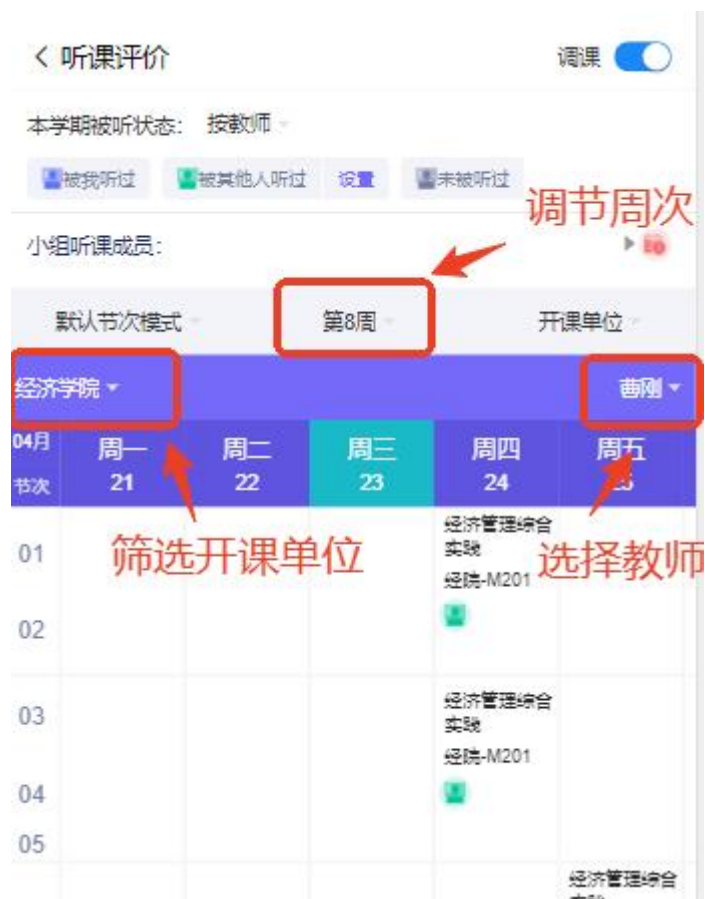 < 听课评价 调课
本学期被听状态： 按教师
被我听过 被其他人听过 设置 未被听过
调节周次
小组听课成员：
默认节次模式 第8周 开课单位
经济学院 曹刚
04月 周一 周二 周三 周四 周五
节次 21 22 23 24
筛选开课单位
选择教师
01
经济管理综合
实践
经院-M201
02
03
经济管理综合
实践
经院-M201
04
05
经济管理综合